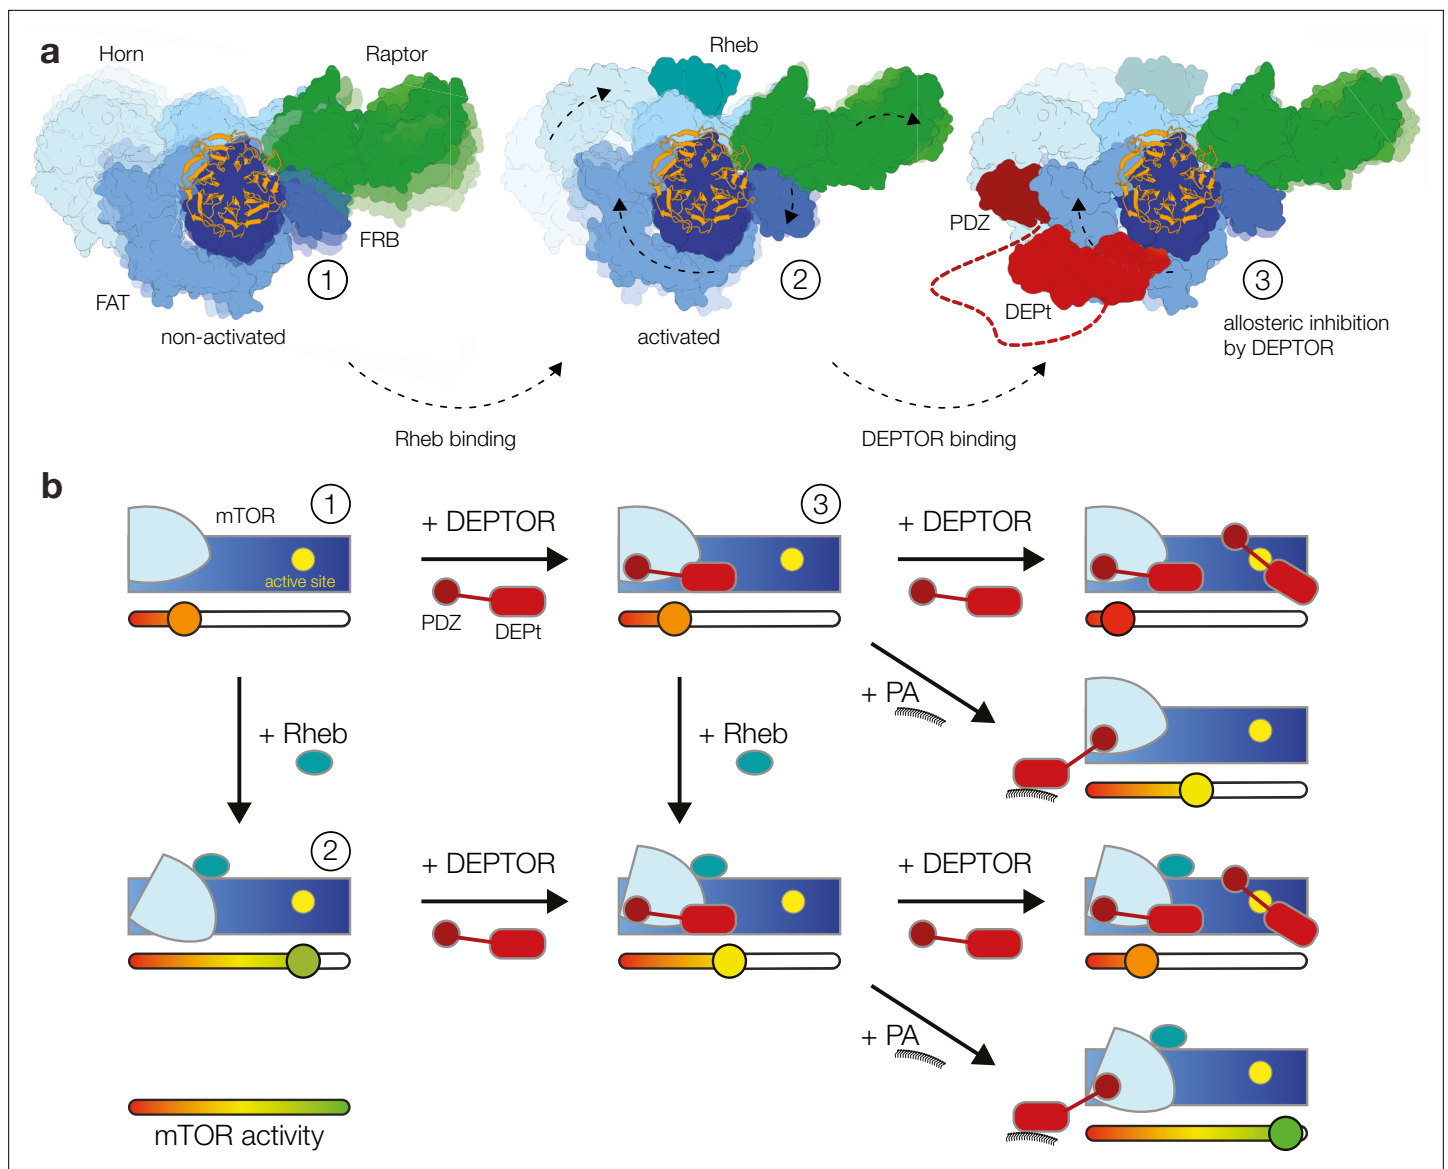 a
Horn
Raptor
FRB
1
FAT
non-activated
Rheb
2
activated
PDZ
DEPt
3
allosteric inhibition
by DEPTOR
Rheb binding
DEPTOR binding
b
mTOR
1
active site
+ DEPTOR
PDZ
DEPt
3
+ DEPTOR
+ PA
+ Rheb
+ Rheb
2
+ DEPTOR
+ DEPTOR
+ PA
mTOR activity